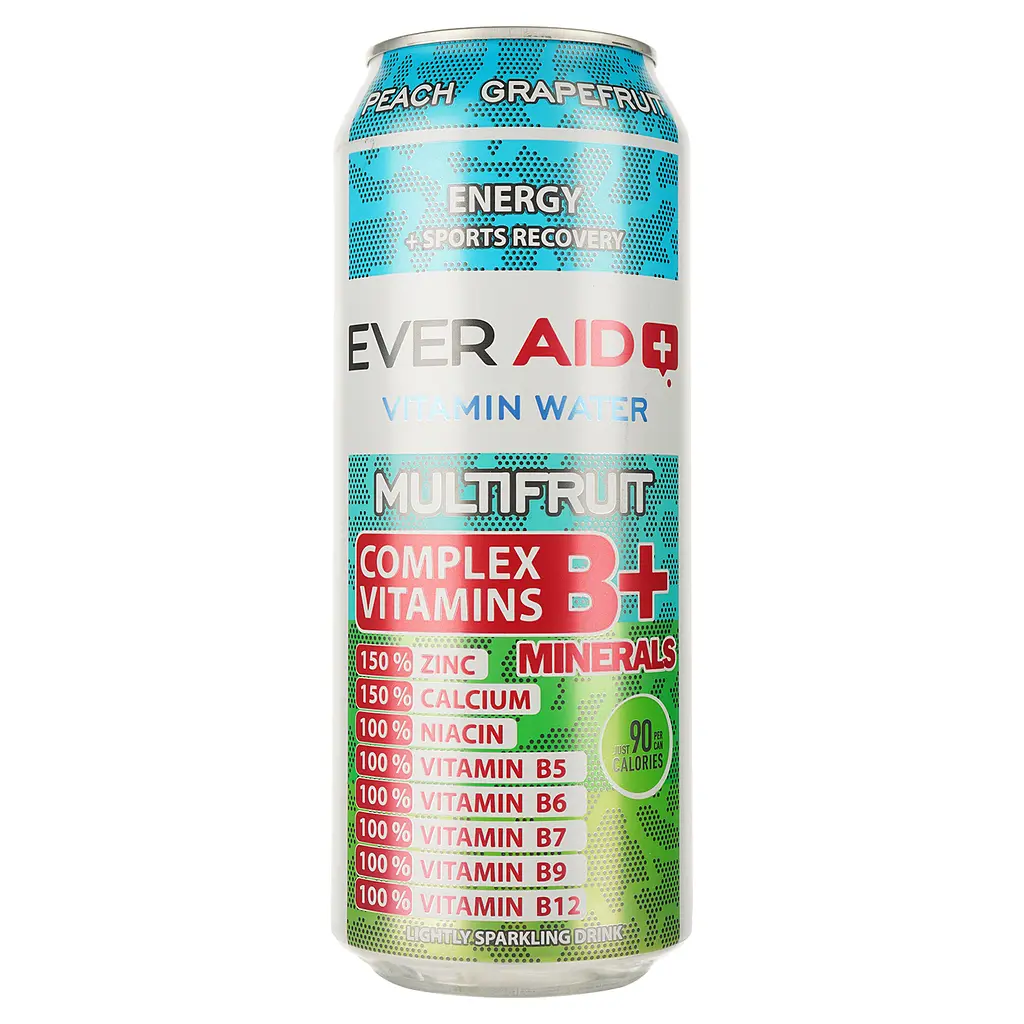 PEACH GRAPEFRUIT
ENERGY
+ SPORTS RECOVERY
EVER AID +
VITAMIN WATER
MULTIFRUIT
COMPLEX VITAMINS B+
MINERALS
150 % ZINC
150 % CALCIUM
100 % NIACIN
100 % VITAMIN B5
100 % VITAMIN B6
100 % VITAMIN B7
100 % VITAMIN B9
100 % VITAMIN B12
JUST 90 PER CAN
CALORIES
LIGHTLY SPARKLING DRINK